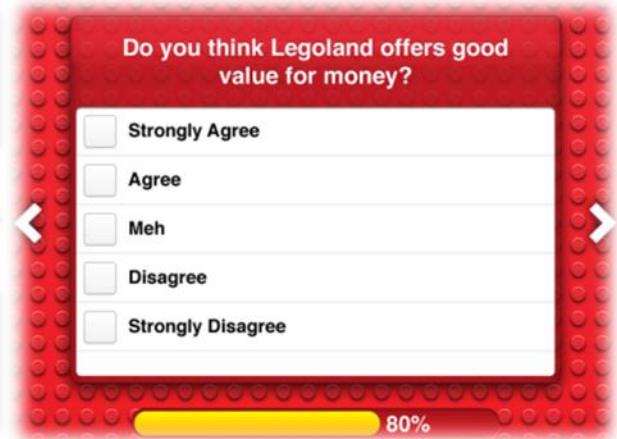 Do you think Legoland offers good
value for money?
Strongly Agree
Agree
Meh
Disagree
Strongly Disagree
80%